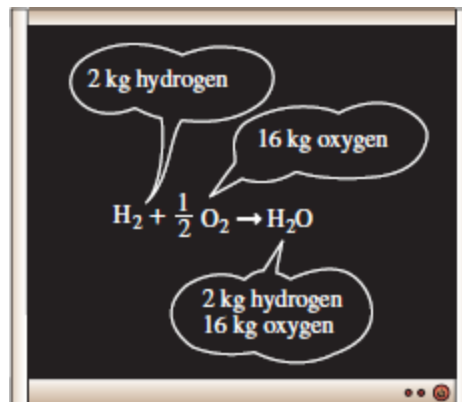 2 kg hydrogen
16 kg oxygen
H₂ + 1/2 O₂ → H₂O
2 kg hydrogen
16 kg oxygen